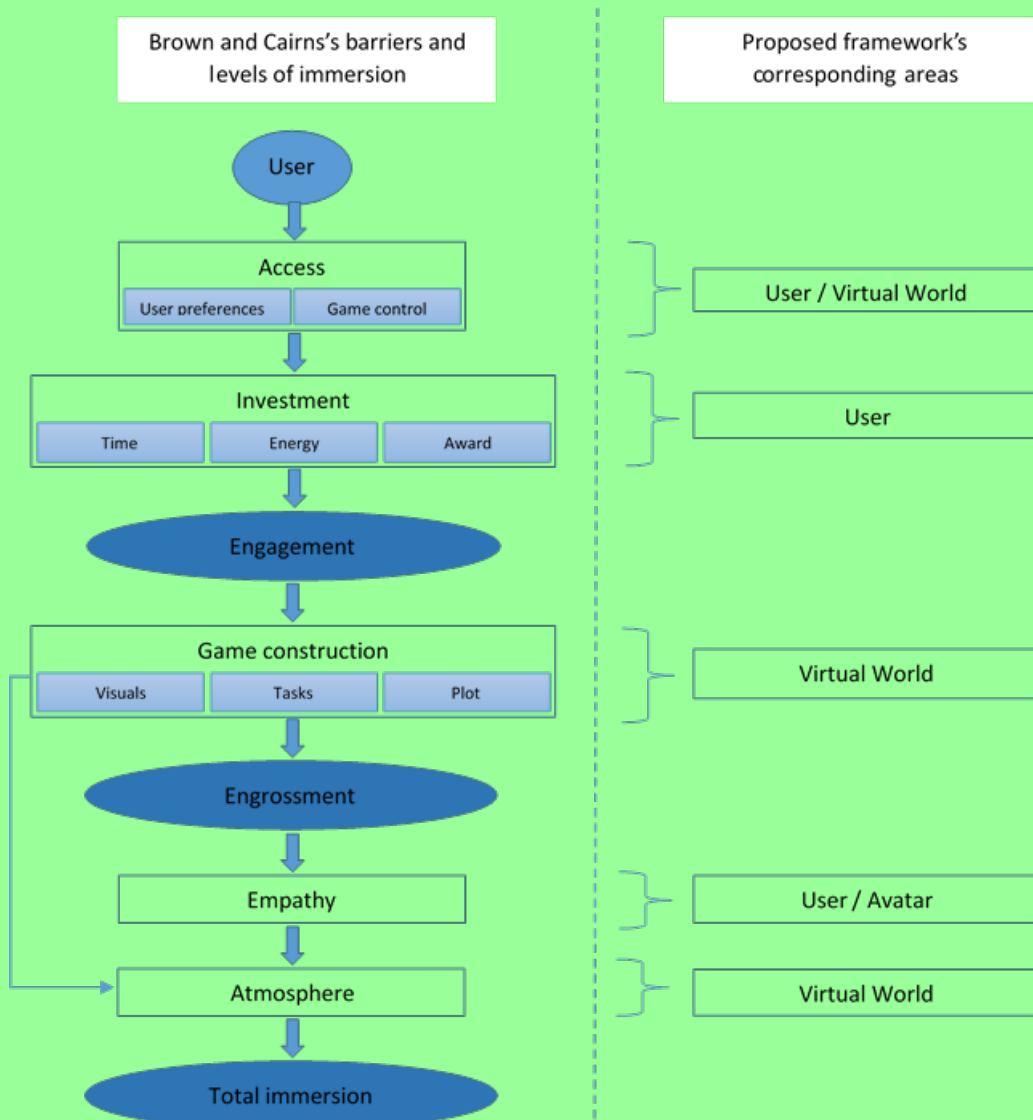 Brown and Cairns's barriers and
levels of immersion
Proposed framework's
corresponding areas
User
Access
User preferences
Game control
User / Virtual World
Investment
Time
Energy
Award
User
Engagement
Game construction
Visuals
Tasks
Plot
Virtual World
Engrossment
Empathy
User / Avatar
Atmosphere
Virtual World
Total immersion